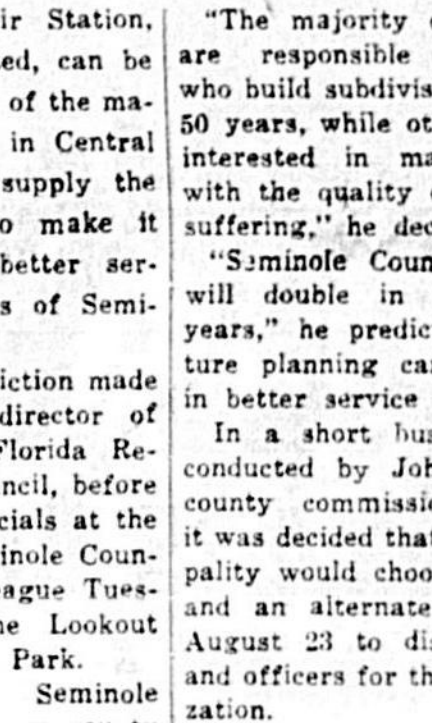 ir Station,
ed, can be
of the ma-
in Central
supply the
o make it
better ser-
s of Semi-
iction made
director of
Florida Re-
ncil, before
cials at the
inole Coun-
eague Tues-
ne Lookout
Park.
Seminole
"The majority
are responsible
who build subdivis
50 years, while ot
interested in ma
with the quality
suffering," he dec
"Seminole Coun
will double in
years," he predic
ture planning ca
in better service
In a short bus
conducted by Joh
county commissi
it was decided that
pality would choo
and an alternate
August 23 to di
and officers for th
zation.